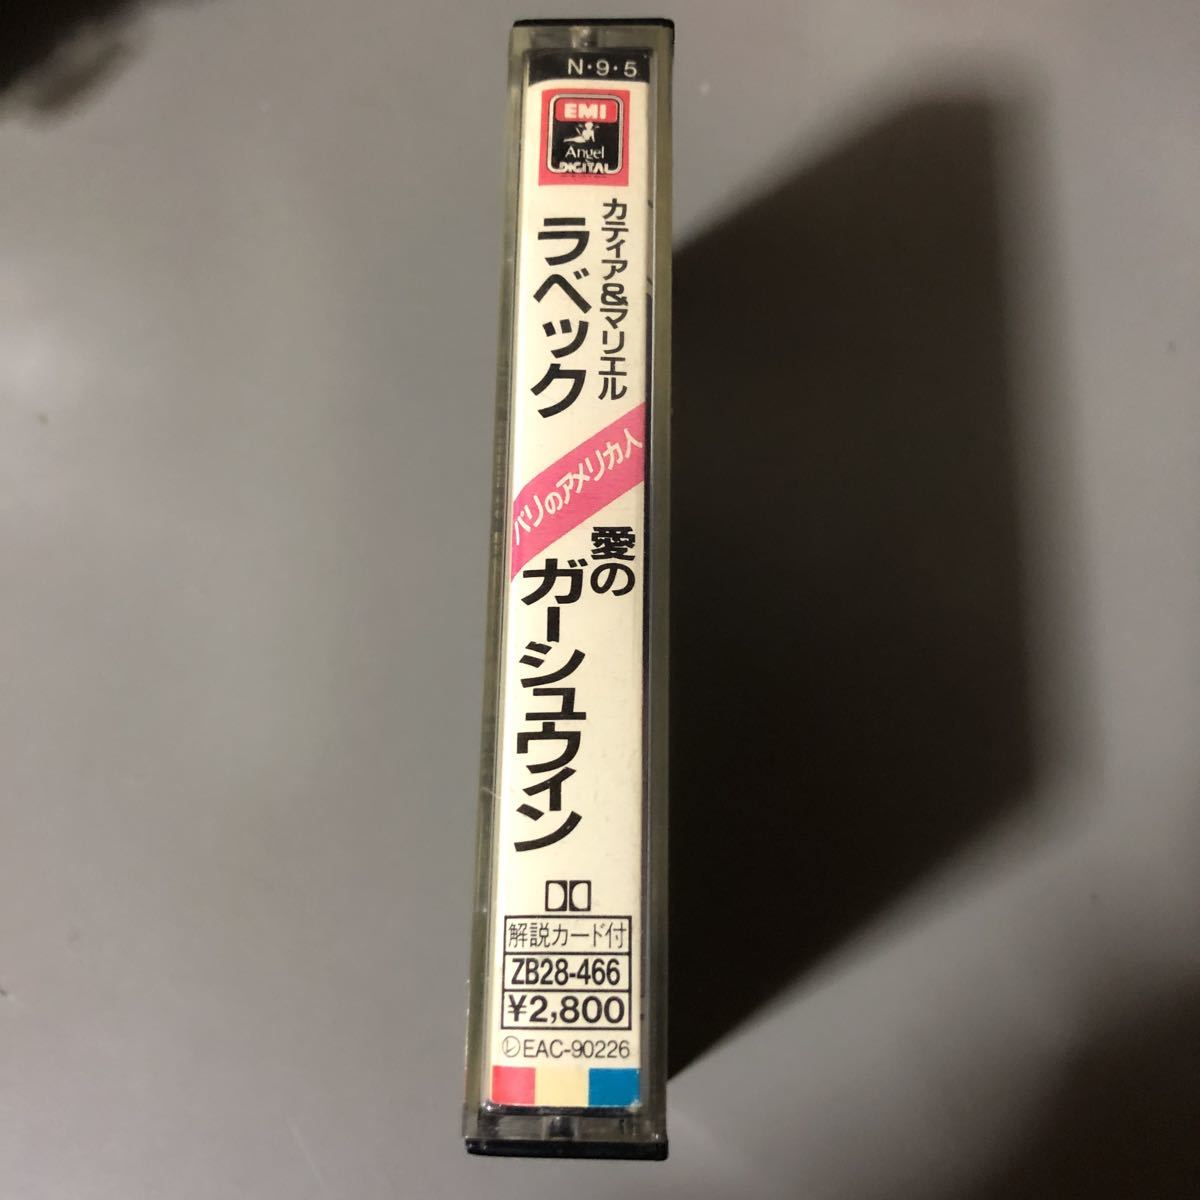 N・9・5
EMI
Angel
DIGITAL
カティア&マリエル
ラベック
パリのアメリカ人
愛の
ガーシュウィン
解説カード付
ZB28-466
¥2,800
Ⓛ EAC-90226